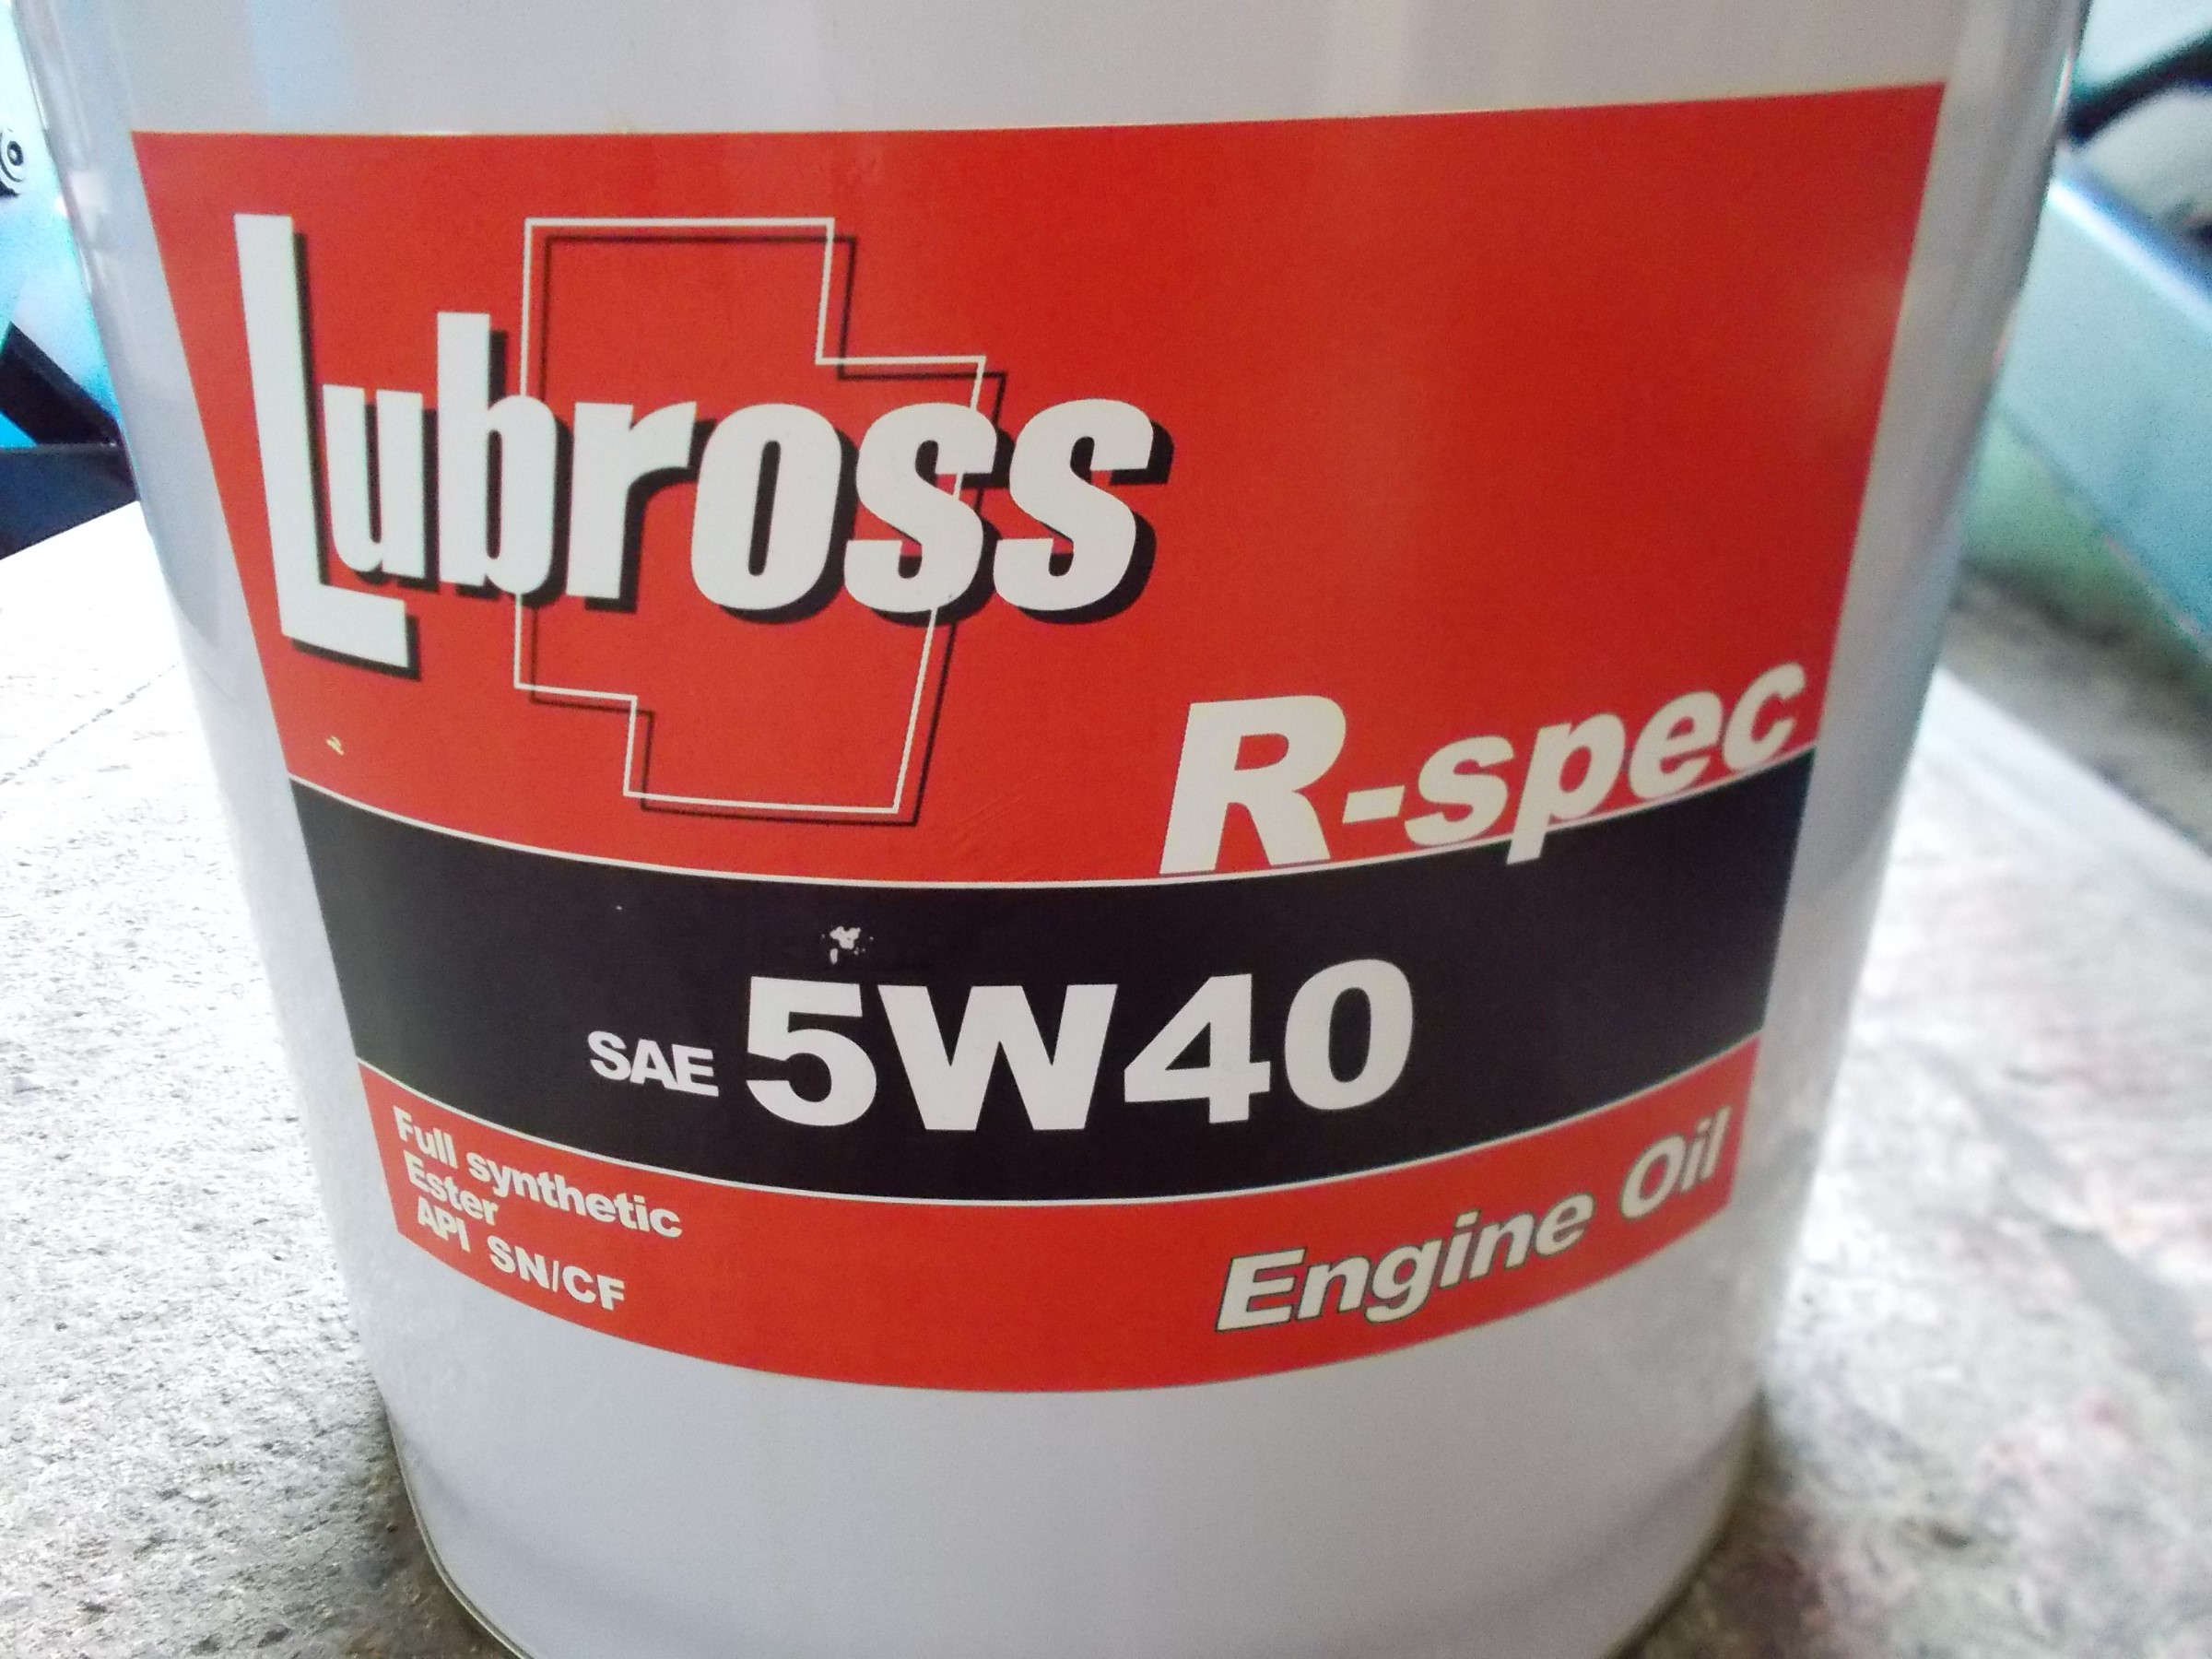 Lubross
R-spec
SAE 5W40
Full synthetic
Ester
API SN/CF
Engine Oil